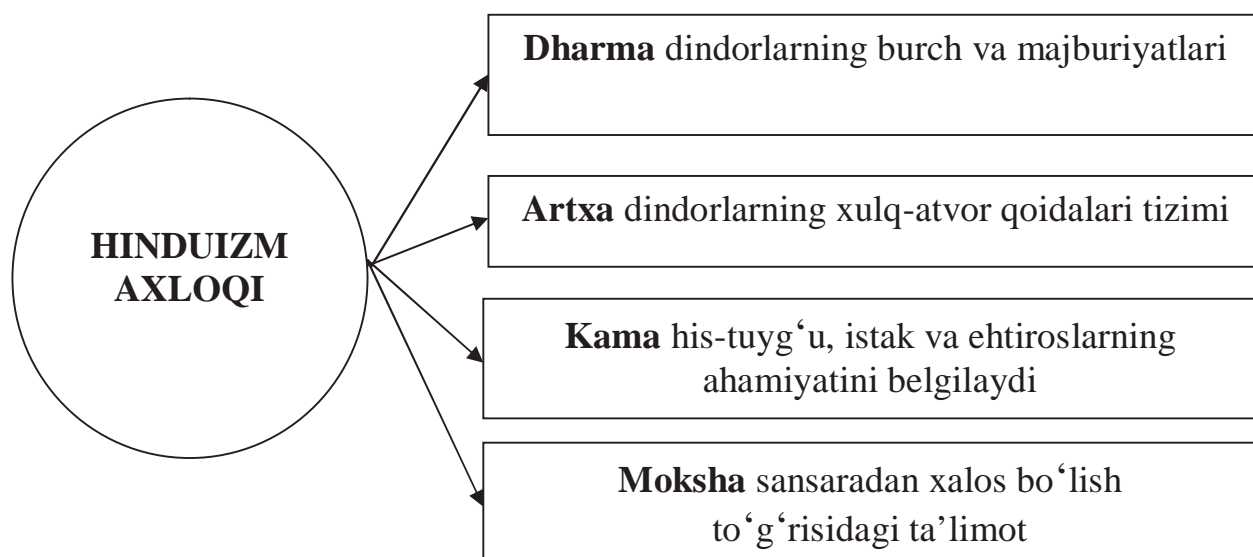 HINDUIZM
AXLOQI
Dharma dindorlarning burch va majburiyatlari
Artxa dindorlarning xulq-atvor qoidalari tizimi
Kama his-tuyg‘u, istak va ehtiroslarning
ahamiyatini belgilaydi
Moksha sansaradan xalos bo‘lish
to‘g‘risidagi ta’limot